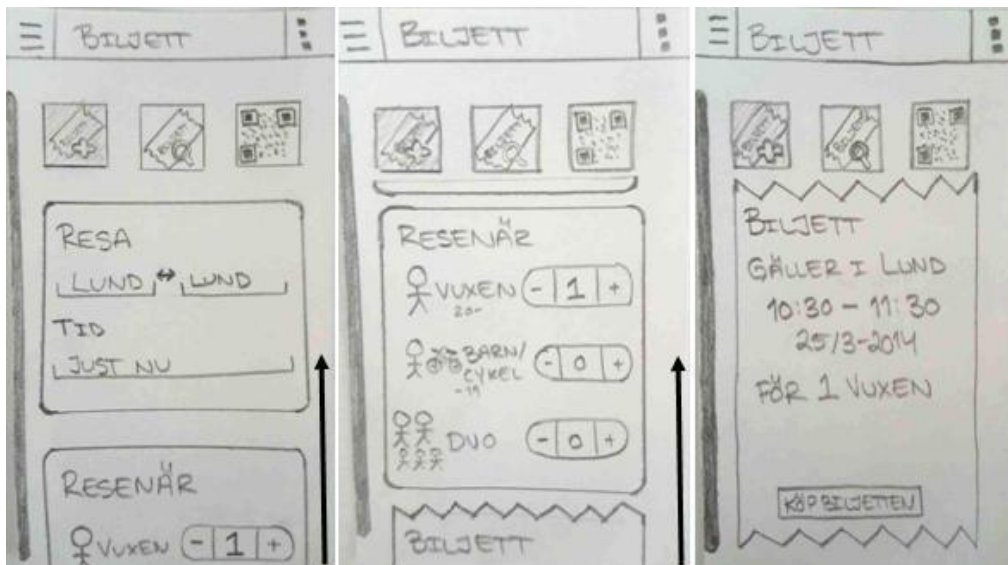 BILJETT
RESA
LUND ↔ LUND
TID
JUST NU
RESENÄR
VUXEN - 1 +
BILJETT
RESENÄR
VUXEN - 1 +
20-
BARN/
CYKEL - 0 +
-19
DUO - 0 +
BILJETT
BILJETT
BILJETT
GÄLLER I LUND
10:30 - 11:30
25/3-2014
FÖR 1 VUXEN
KÖP BILJETTEN